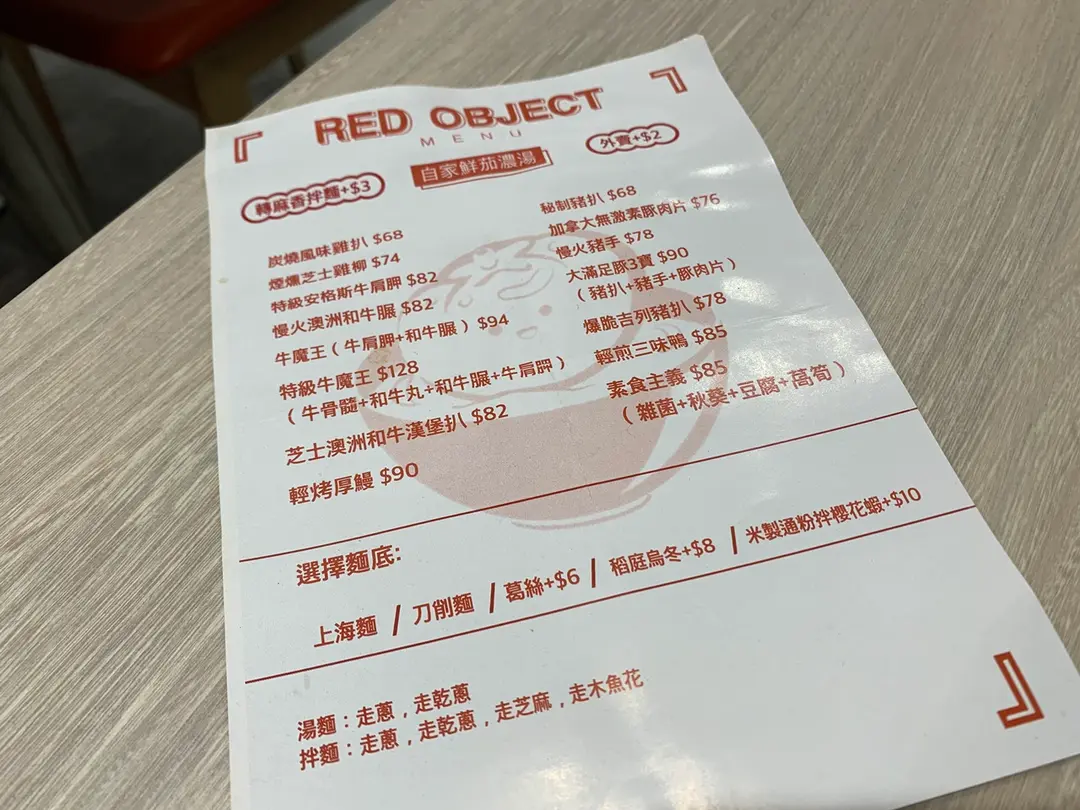 RED OBJECT
MENU
自家鮮茄濃湯
外賣+$2
轉麻香拌麵+$3
炭燒風味雞扒 $68
煙燻芝士雞柳 $74
特級安格斯牛肩胛 $82
慢火澳洲和牛𦟌 $82
牛魔王（牛肩胛+和牛𦟌）$94
特級牛魔王 $128
（牛骨髓+和牛丸+和牛𦟌+牛肩胛）
芝士澳洲和牛漢堡扒 $82
輕烤厚鰻 $90
秘制豬扒 $68
加拿大無激素豚肉片 $76
慢火豬手 $78
大滿足豚3寶 $90
（豬扒+豬手+豚肉片）
爆脆吉列豬扒 $78
輕煎三味鴨 $85
素食主義 $85
（雜菌+秋葵+豆腐+萵筍）
選擇麵底:
上海麵 / 刀削麵 / 葛絲+$6 / 稻庭烏冬+$8 / 米製通粉拌櫻花蝦+$10
湯麵：走蔥，走乾蔥
拌麵：走蔥，走乾蔥，走芝麻，走木魚花